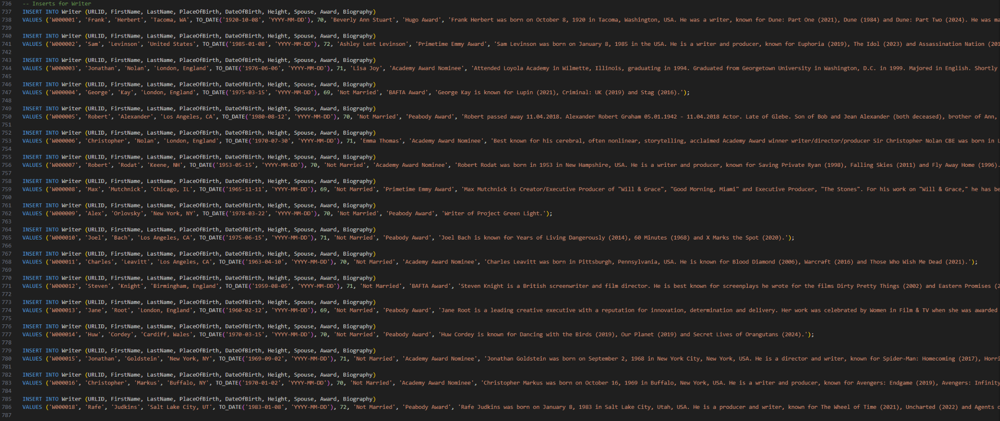 736 -- Inserts for Writer
737 INSERT INTO Writer (URLID, FirstName, LastName, PlaceOfBirth, DateOfBirth, Height, Spouse, Award, Biography)
738 VALUES ('W000001', 'Frank', 'Herbert', 'Tacoma, WA', TO_DATE('1920-10-08', 'YYYY-MM-DD'), 70, 'Beverly Ann Stuart', 'Hugo Award', 'Frank Herbert was born on October 8, 1920 in Tacoma, Washington, USA. He was a writer, known for Dune: Part One (2021), Dune (1984) and Dune: Part Two (2024). He was ma
739
740 INSERT INTO Writer (URLID, FirstName, LastName, PlaceOfBirth, DateOfBirth, Height, Spouse, Award, Biography)
741 VALUES ('W000002', 'Sam', 'Levinson', 'United States', TO_DATE('1985-01-08', 'YYYY-MM-DD'), 72, 'Ashley Lent Levinson', 'Primetime Emmy Award', 'Sam Levinson was born on January 8, 1985 in the USA. He is a writer and producer, known for Euphoria (2019), The Idol (2023) and Assassination Nation (201
742
743 INSERT INTO Writer (URLID, FirstName, LastName, PlaceOfBirth, DateOfBirth, Height, Spouse, Award, Biography)
744 VALUES ('W000003', 'Jonathan', 'Nolan', 'London, England', TO_DATE('1976-06-06', 'YYYY-MM-DD'), 71, 'Lisa Joy', 'Academy Award Nominee', 'Attended Loyola Academy in Wilmette, Illinois, graduating in 1994. Graduated from Georgetown University in Washington, D.C. in 1999. Majored in English. Shortly
745
746 INSERT INTO Writer (URLID, FirstName, LastName, PlaceOfBirth, DateOfBirth, Height, Spouse, Award, Biography)
747 VALUES ('W000004', 'George', 'Kay', 'London, England', TO_DATE('1975-03-15', 'YYYY-MM-DD'), 69, 'Not Married', 'BAFTA Award', 'George Kay is known for Lupin (2021), Criminal: UK (2019) and Stag (2016).');
748
749 INSERT INTO Writer (URLID, FirstName, LastName, PlaceOfBirth, DateOfBirth, Height, Spouse, Award, Biography)
750 VALUES ('W000005', 'Robert', 'Alexander', 'Los Angeles, CA', TO_DATE('1980-08-12', 'YYYY-MM-DD'), 70, 'Not Married', 'Peabody Award', 'Robert passed away 11.04.2018. Alexander Robert Graham 05.01.1942 - 11.04.2018 Actor. Late of Glebe. Son of Bob and Jean Alexander (both deceased), brother of Ann,
751
752 INSERT INTO Writer (URLID, FirstName, LastName, PlaceOfBirth, DateOfBirth, Height, Spouse, Award, Biography)
753 VALUES ('W000006', 'Christopher', 'Nolan', 'London, England', TO_DATE('1970-07-30', 'YYYY-MM-DD'), 71, 'Emma Thomas', 'Academy Award Nominee', 'Best known for his cerebral, often nonlinear, storytelling, acclaimed Academy Award winner writer/director/producer Sir Christopher Nolan CBE was born in L
754
755 INSERT INTO Writer (URLID, FirstName, LastName, PlaceOfBirth, DateOfBirth, Height, Spouse, Award, Biography)
756 VALUES ('W000007', 'Robert', 'Rodat', 'Keene, NH', TO_DATE('1953-05-15', 'YYYY-MM-DD'), 70, 'Not Married', 'Academy Award Nominee', 'Robert Rodat was born in 1953 in New Hampshire, USA. He is a writer and producer, known for Saving Private Ryan (1998), Falling Skies (2011) and Fly Away Home (1996).
757
758 INSERT INTO Writer (URLID, FirstName, LastName, PlaceOfBirth, DateOfBirth, Height, Spouse, Award, Biography)
759 VALUES ('W000008', 'Max', 'Mutchnick', 'Chicago, IL', TO_DATE('1965-11-11', 'YYYY-MM-DD'), 69, 'Not Married', 'Primetime Emmy Award', 'Max Mutchnick is Creator/Executive Producer of "Will & Grace", "Good Morning, Miami" and Executive Producer, "The Stones". For his work on "Will & Grace," he has be
760
761 INSERT INTO Writer (URLID, FirstName, LastName, PlaceOfBirth, DateOfBirth, Height, Spouse, Award, Biography)
762 VALUES ('W000009', 'Alex', 'Orlovsky', 'New York, NY', TO_DATE('1978-03-22', 'YYYY-MM-DD'), 70, 'Not Married', 'Peabody Award', 'Writer of Project Green Light.');
763
764 INSERT INTO Writer (URLID, FirstName, LastName, PlaceOfBirth, DateOfBirth, Height, Spouse, Award, Biography)
765 VALUES ('W000010', 'Joel', 'Bach', 'Los Angeles, CA', TO_DATE('1975-06-15', 'YYYY-MM-DD'), 71, 'Not Married', 'Peabody Award', 'Joel Bach is known for Years of Living Dangerously (2014), 60 Minutes (1968) and X Marks the Spot (2020).');
766
767 INSERT INTO Writer (URLID, FirstName, LastName, PlaceOfBirth, DateOfBirth, Height, Spouse, Award, Biography)
768 VALUES ('W000011', 'Charles', 'Leavitt', 'Los Angeles, CA', TO_DATE('1963-04-10', 'YYYY-MM-DD'), 70, 'Not Married', 'Academy Award Nominee', 'Charles Leavitt was born in Pittsburgh, Pennsylvania, USA. He is known for Blood Diamond (2006), Warcraft (2016) and Those Who Wish Me Dead (2021).');
769
770 INSERT INTO Writer (URLID, FirstName, LastName, PlaceOfBirth, DateOfBirth, Height, Spouse, Award, Biography)
771 VALUES ('W000012', 'Steven', 'Knight', 'Birmingham, England', TO_DATE('1959-08-05', 'YYYY-MM-DD'), 71, 'Not Married', 'BAFTA Award', 'Steven Knight is a British screenwriter and film director. He is best known for screenplays he wrote for the films Dirty Pretty Things (2002) and Eastern Promises (2
772
773 INSERT INTO Writer (URLID, FirstName, LastName, PlaceOfBirth, DateOfBirth, Height, Spouse, Award, Biography)
774 VALUES ('W000013', 'Jane', 'Root', 'London, England', TO_DATE('1960-02-12', 'YYYY-MM-DD'), 69, 'Not Married', 'Peabody Award', 'Jane Root is a leading creative executive with a reputation for innovation, determination and delivery. Her work was celebrated by Women in Film & TV when she was awarded
775
776 INSERT INTO Writer (URLID, FirstName, LastName, PlaceOfBirth, DateOfBirth, Height, Spouse, Award, Biography)
777 VALUES ('W000014', 'Huw', 'Cordey', 'Cardiff, Wales', TO_DATE('1970-03-15', 'YYYY-MM-DD'), 70, 'Not Married', 'Peabody Award', 'Huw Cordey is known for Dancing with the Birds (2019), Our Planet (2019) and Secret Lives of Orangutans (2024).');
778
779 INSERT INTO Writer (URLID, FirstName, LastName, PlaceOfBirth, DateOfBirth, Height, Spouse, Award, Biography)
780 VALUES ('W000015', 'Jonathan', 'Goldstein', 'New York, NY', TO_DATE('1969-09-02', 'YYYY-MM-DD'), 71, 'Not Married', 'Academy Award Nominee', 'Jonathan Goldstein was born on September 2, 1968 in New York City, New York, USA. He is a director and writer, known for Spider-Man: Homecoming (2017), Horri
781
782 INSERT INTO Writer (URLID, FirstName, LastName, PlaceOfBirth, DateOfBirth, Height, Spouse, Award, Biography)
783 VALUES ('W000016', 'Christopher', 'Markus', 'Buffalo, NY', TO_DATE('1970-01-02', 'YYYY-MM-DD'), 70, 'Not Married', 'Academy Award Nominee', 'Christopher Markus was born on October 16, 1969 in Buffalo, New York, USA. He is a writer and producer, known for Avengers: Endgame (2019), Avengers: Infinity
784
785 INSERT INTO Writer (URLID, FirstName, LastName, PlaceOfBirth, DateOfBirth, Height, Spouse, Award, Biography)
786 VALUES ('W000018', 'Rafe', 'Judkins', 'Salt Lake City, UT', TO_DATE('1983-01-08', 'YYYY-MM-DD'), 72, 'Not Married', 'Peabody Award', 'Rafe Judkins was born on January 8, 1983 in Salt Lake City, Utah, USA. He is a producer and writer, known for The Wheel of Time (2021), Uncharted (2022) and Agents o
787